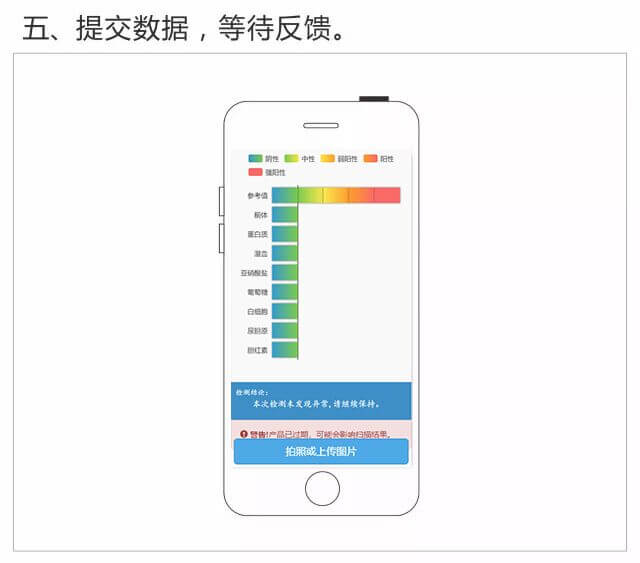 五、提交数据，等待反馈。
阴性 中性 弱阳性 阳性
强阳性
参考值
酮体
蛋白质
潜血
亚硝酸盐
葡萄糖
白细胞
尿胆原
胆红素
检测结论：
本次检测未发现异常，请继续保持。
警告！产品已过期，可能会影响扫描结果。
拍照或上传图片